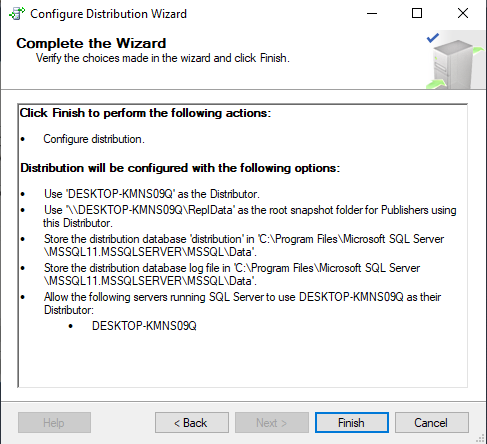 Configure Distribution Wizard
Complete the Wizard
Verify the choices made in the wizard and click Finish.
Click Finish to perform the following actions:
• Configure distribution.
Distribution will be configured with the following options:
• Use 'DESKTOP-KMNS09Q' as the Distributor.
• Use '\\DESKTOP-KMNS09Q\ReplData' as the root snapshot folder for Publishers using
this Distributor.
• Store the distribution database 'distribution' in 'C:\Program Files\Microsoft SQL Server
\MSSQL11.MSSQLSERVER\MSSQL\Data'.
• Store the distribution database log file in 'C:\Program Files\Microsoft SQL Server
\MSSQL11.MSSQLSERVER\MSSQL\Data'.
• Allow the following servers running SQL Server to use DESKTOP-KMNS09Q as their
Distributor:
• DESKTOP-KMNS09Q
Help
< Back
Next >
Finish
Cancel